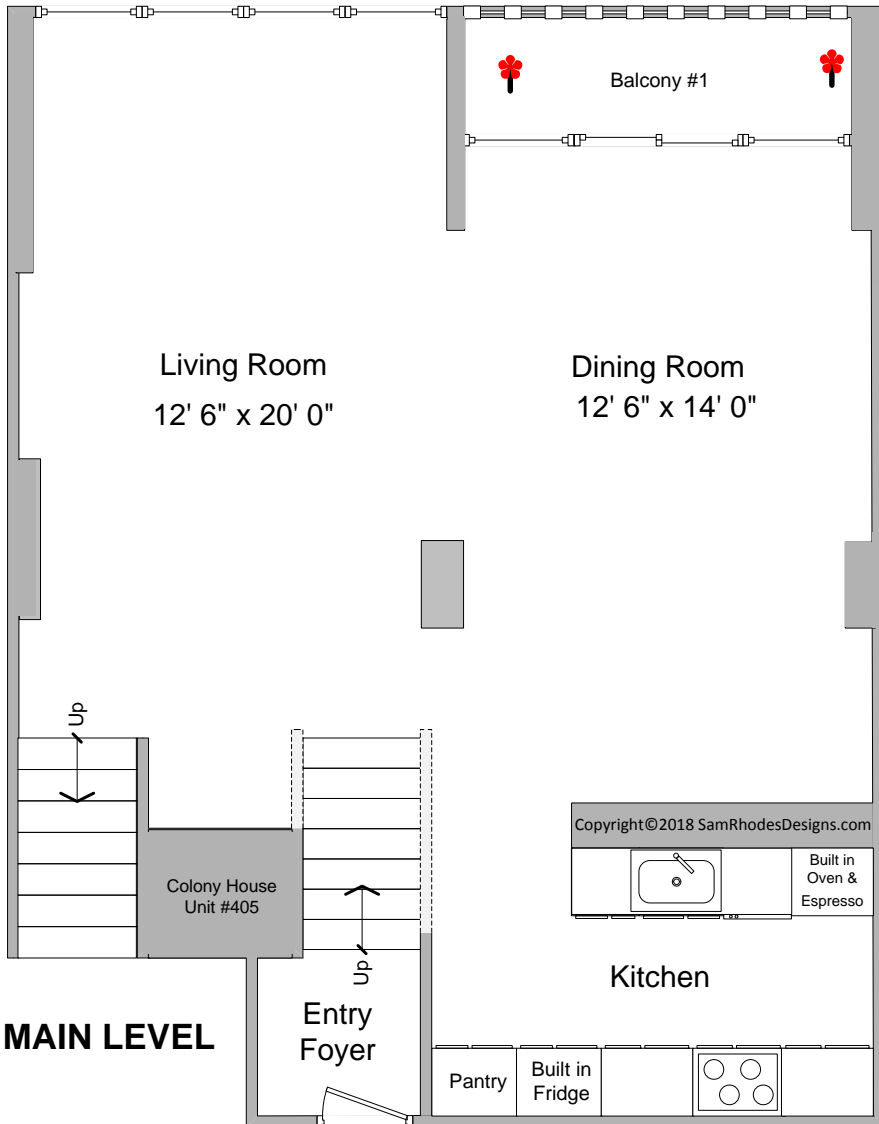 Balcony #1
Living Room
12' 6" x 20' 0"
Dining Room
12' 6" x 14' 0"
Up
Copyright©2018 SamRhodesDesigns.com
Built in
Oven &
Espresso
Colony House
Unit #405
Up
Kitchen
Entry
Foyer
MAIN LEVEL
Pantry
Built in
Fridge